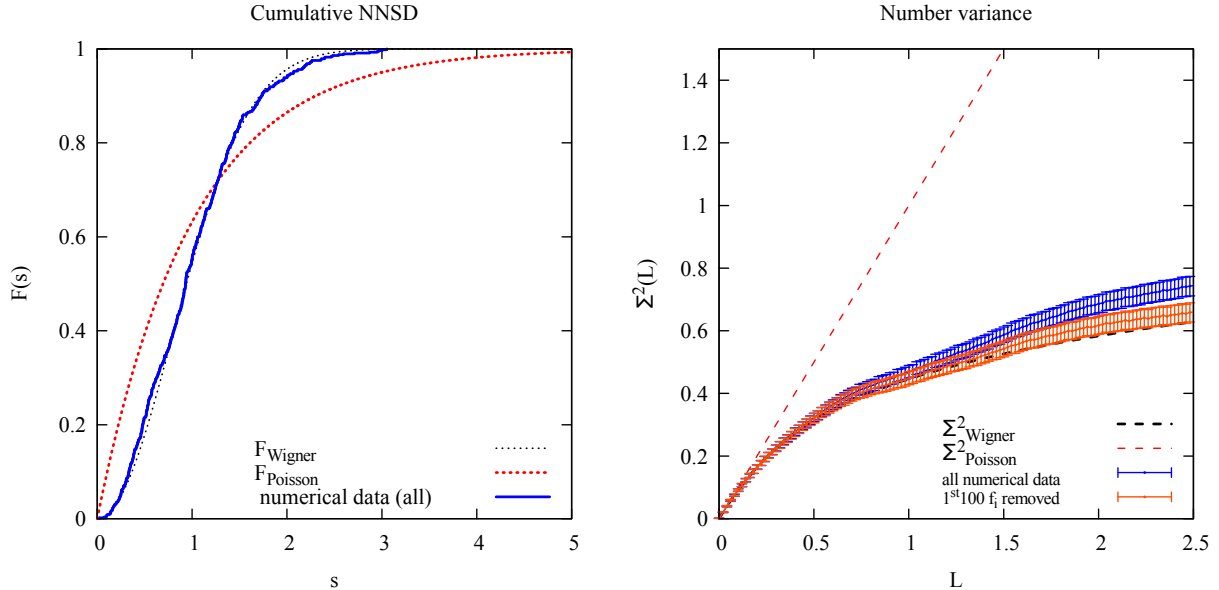 Cumulative NNSD
1
0.8
0.6
0.4
0.2
0
F(s)
F_Wigner
F_Poisson
numerical data (all)
0 1 2 3 4 5
s
Number variance
1.4
1.2
1
0.8
0.6
0.4
0.2
0
Σ²(L)
Σ²_Wigner
Σ²_Poisson
all numerical data
1ˢᵗ100 f_i removed
0 0.5 1 1.5 2 2.5
L